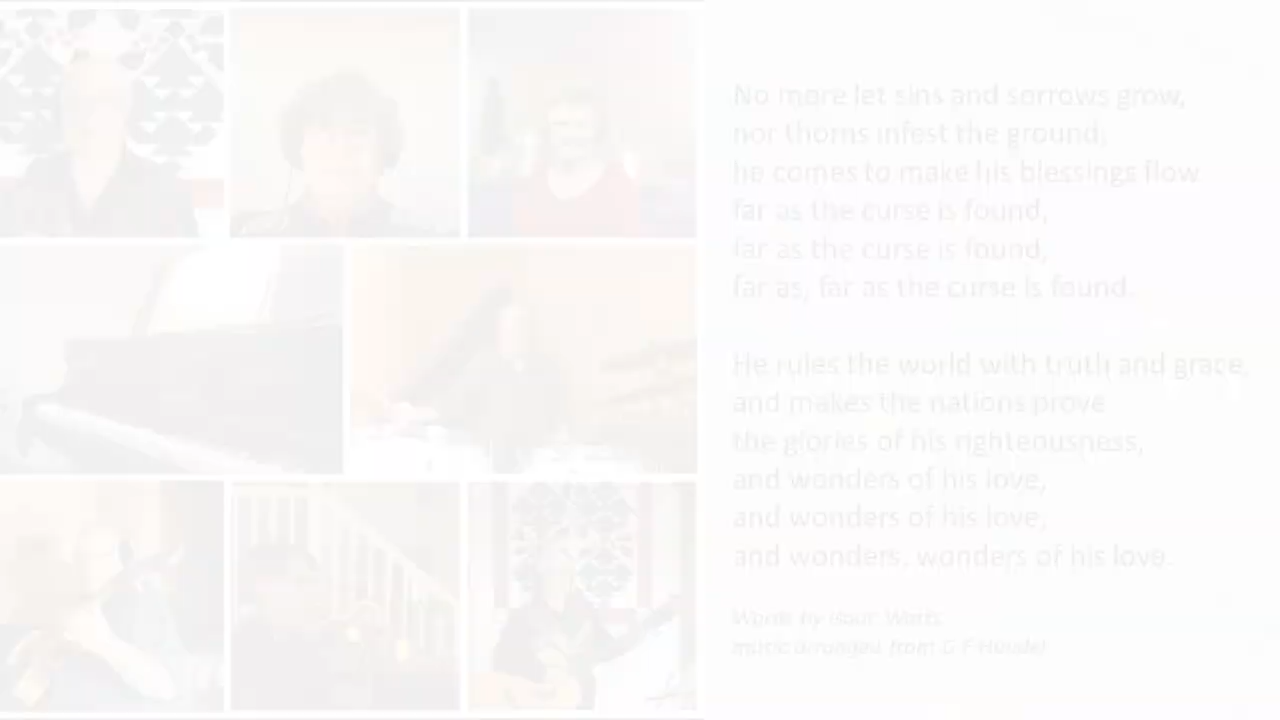 No more let sins and sorrows grow,
nor thorns infest the ground;
he comes to make his blessings flow
far as the curse is found,
far as the curse is found,
far as, far as the curse is found.
He rules the world with truth and grace,
and makes the nations prove
the glories of his righteousness,
and wonders of his love,
and wonders of his love,
and wonders, wonders of his love.
Words by Isaac Watts
music arranged from G F Handel